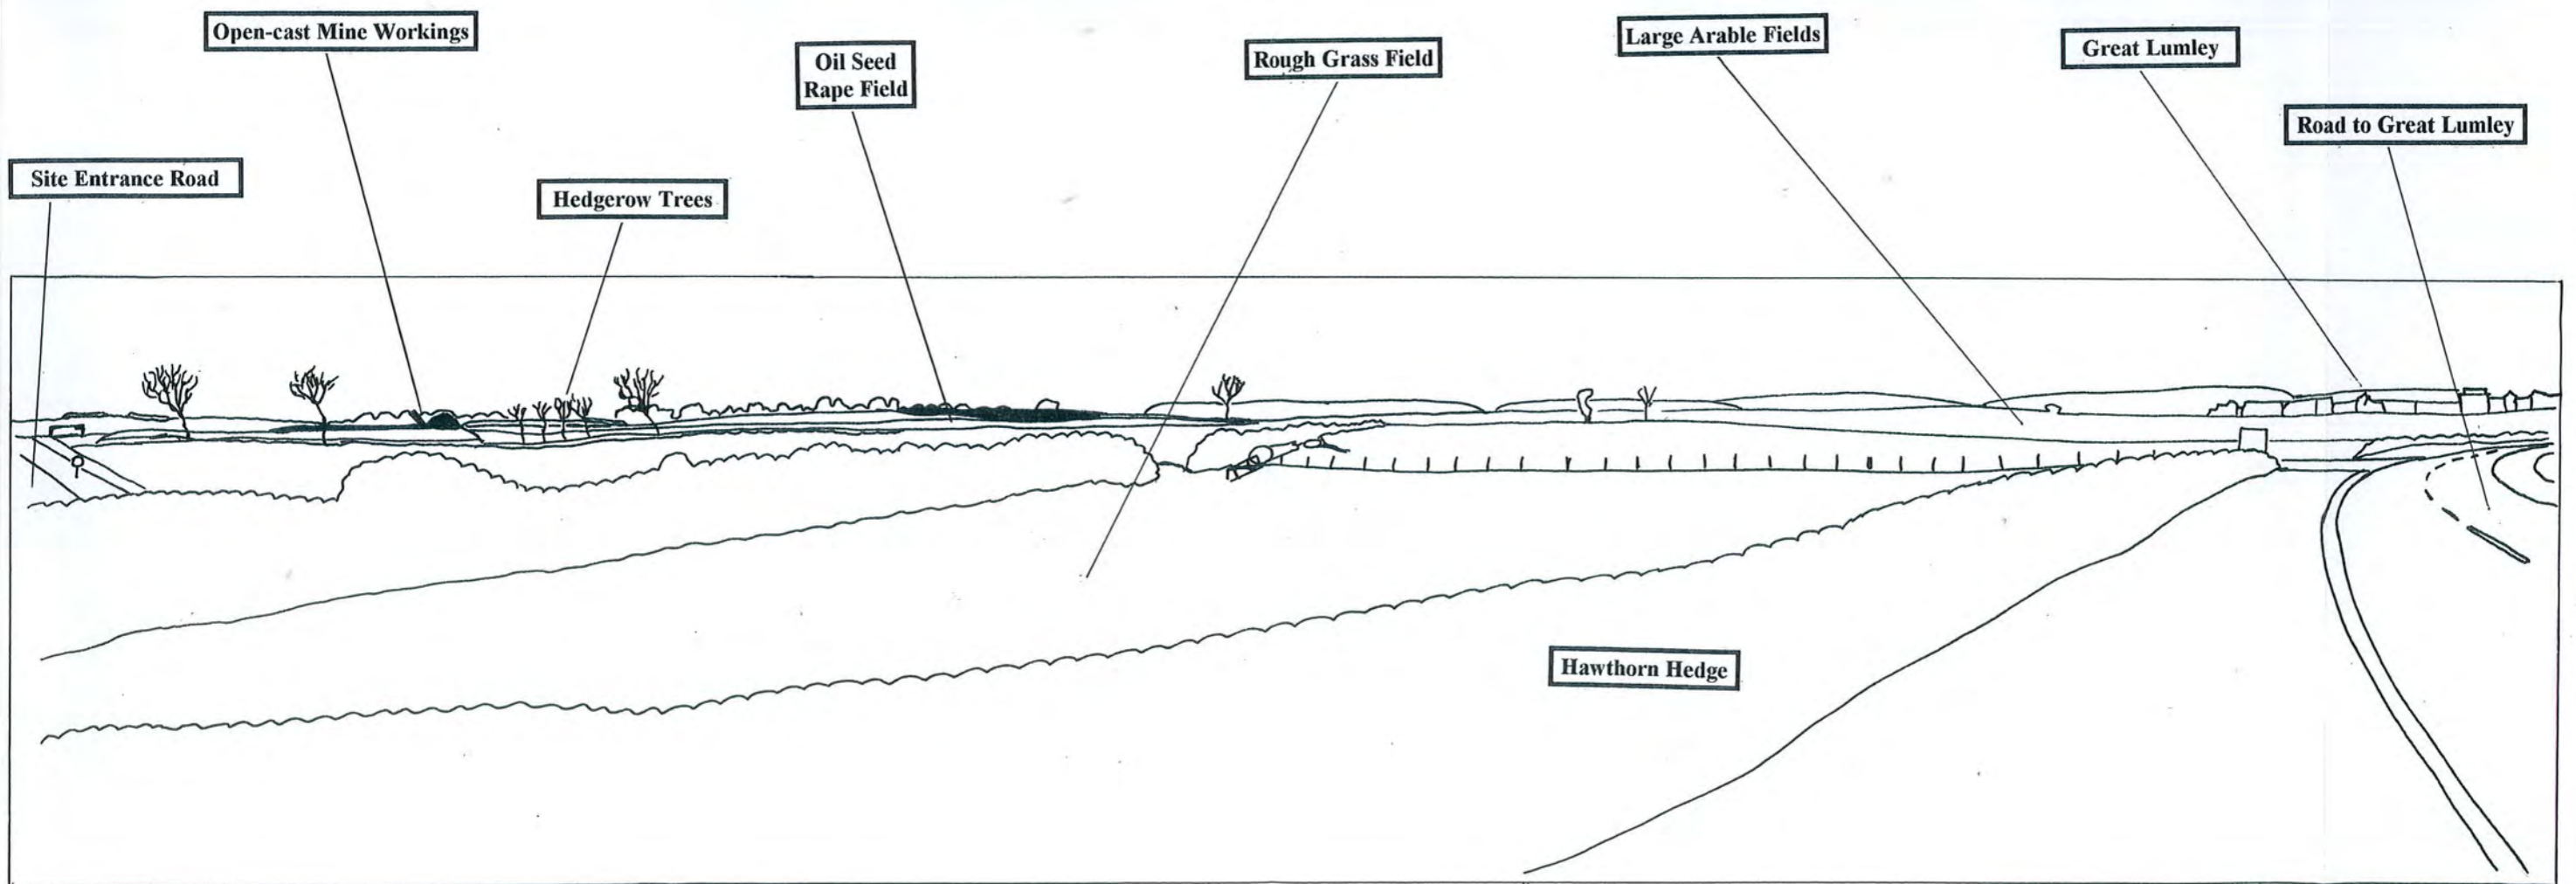 Open-cast Mine Workings
Oil Seed
Rape Field
Rough Grass Field
Large Arable Fields
Great Lumley
Road to Great Lumley
Site Entrance Road
Hedgerow Trees
Hawthorn Hedge